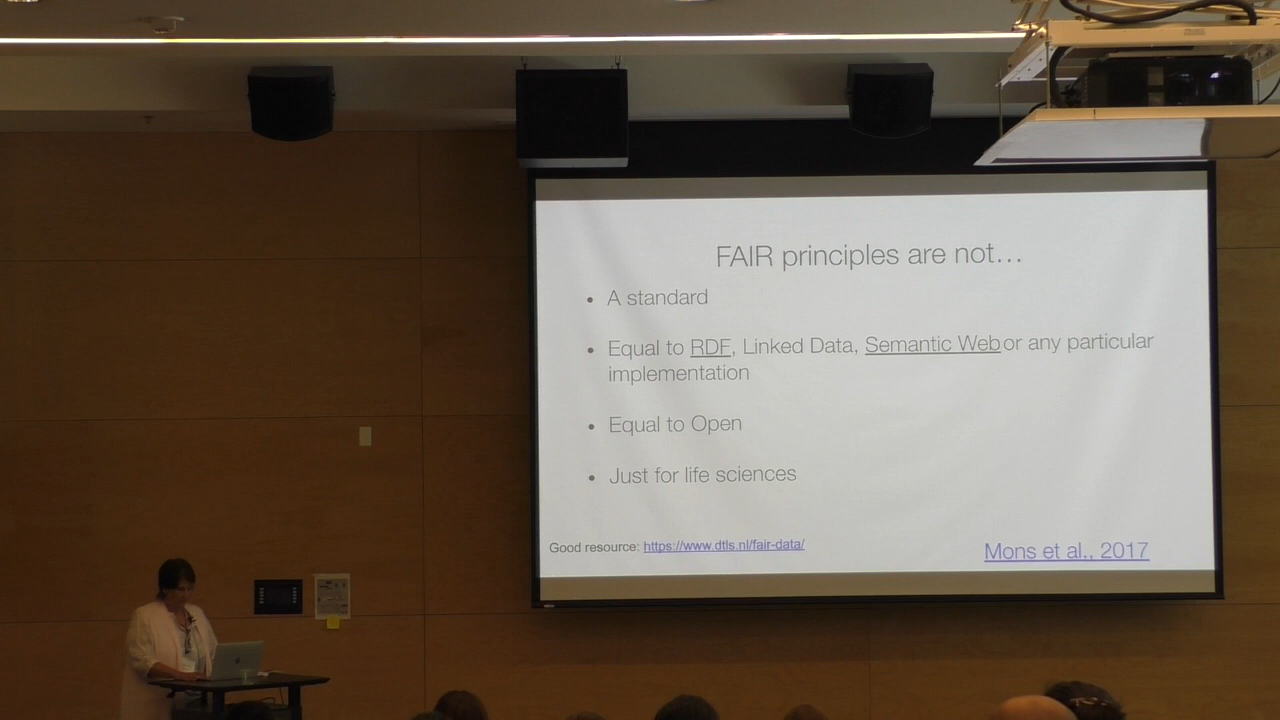 FAIR principles are not...
• A standard
• Equal to RDF, Linked Data, Semantic Web or any particular
implementation
• Equal to Open
• Just for life sciences
Good resource: https://www.dtls.nl/fair-data/
Mons et al., 2017